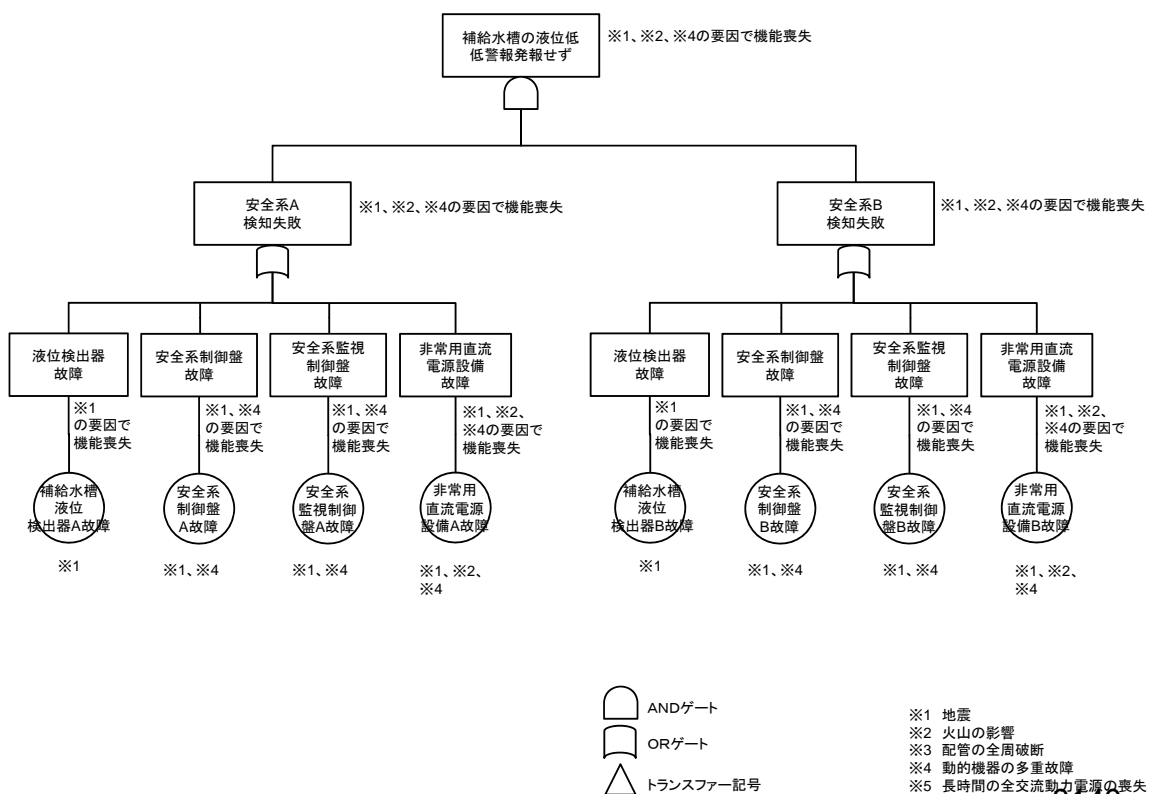 補給水槽の液位低
低警報発報せず
※1、※2、※4の要因で機能喪失
安全系A
検知失敗
※1、※2、※4の要因で機能喪失
安全系B
検知失敗
※1、※2、※4の要因で機能喪失
液位検出器
故障
安全系制御盤
故障
安全系監視
制御盤
故障
非常用直流
電源設備
故障
液位検出器
故障
安全系制御盤
故障
安全系監視
制御盤
故障
非常用直流
電源設備
故障
※1
の要因で
機能喪失
※1、※4
の要因で
機能喪失
※1、※4
の要因で
機能喪失
※1、※2、
※4の要因で
機能喪失
※1
の要因で
機能喪失
※1、※4
の要因で
機能喪失
※1、※4
の要因で
機能喪失
※1、※2、
※4の要因で
機能喪失
補給水槽
液位
検出器A故障
安全系
制御盤
A故障
安全系
監視制御
盤A故障
非常用
直流電源
設備A故障
補給水槽
液位
検出器B故障
安全系
制御盤
B故障
安全系
監視制御
盤B故障
非常用
直流電源
設備B故障
※1
※1、※4
※1、※4
※1、※2、
※4
※1
※1、※4
※1、※4
※1、※2、
※4
ANDゲート
ORゲート
トランスファー記号
※1 地震
※2 火山の影響
※3 配管の全周破断
※4 動的機器の多重故障
※5 長時間の全交流動力電源の喪失